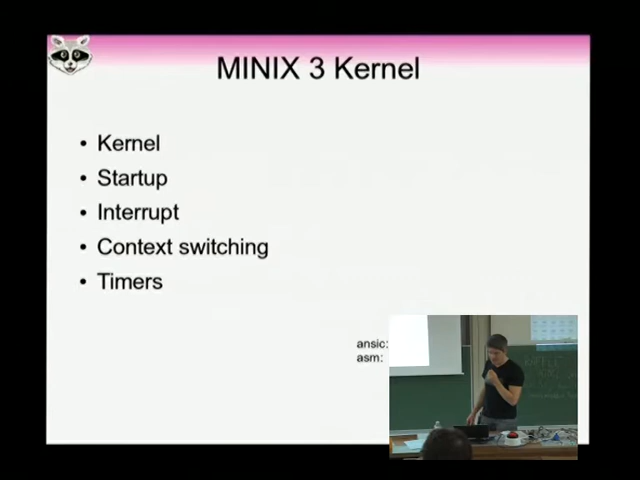 MINIX 3 Kernel
• Kernel
• Startup
• Interrupt
• Context switching
• Timers
ansic:
asm: